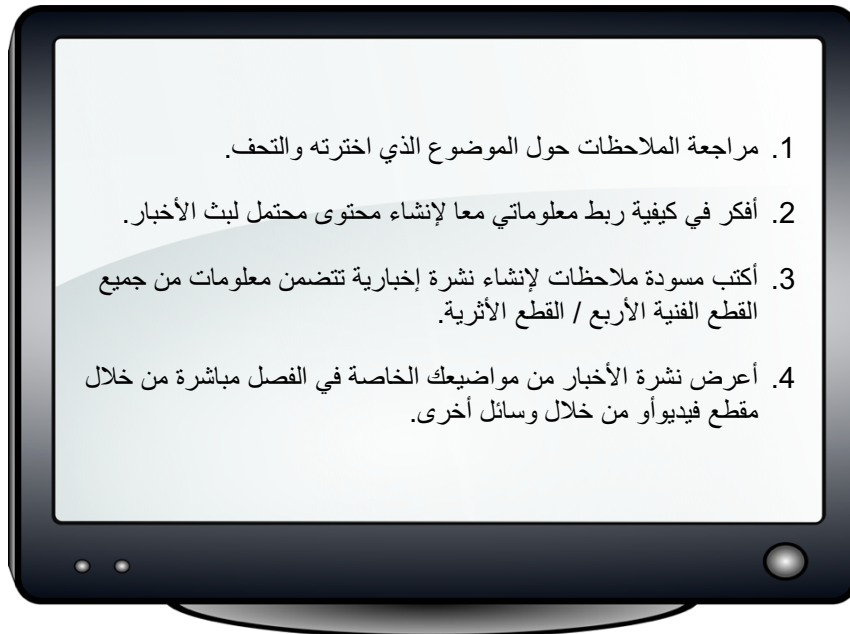 1. مراجعة الملاحظات حول الموضوع الذي اخترته والتحف.
2. أفكر في كيفية ربط معلوماتي معا لإنشاء محتوى محتمل لبث الأخبار.
3. أكتب مسودة ملاحظات لإنشاء نشرة إخبارية تتضمن معلومات من جميع
القطع الفنية الأربع / القطع الأثرية.
4. أعرض نشرة الأخبار من مواضيعك الخاصة في الفصل مباشرة من خلال
مقطع فيديوأو من خلال وسائل أخرى.